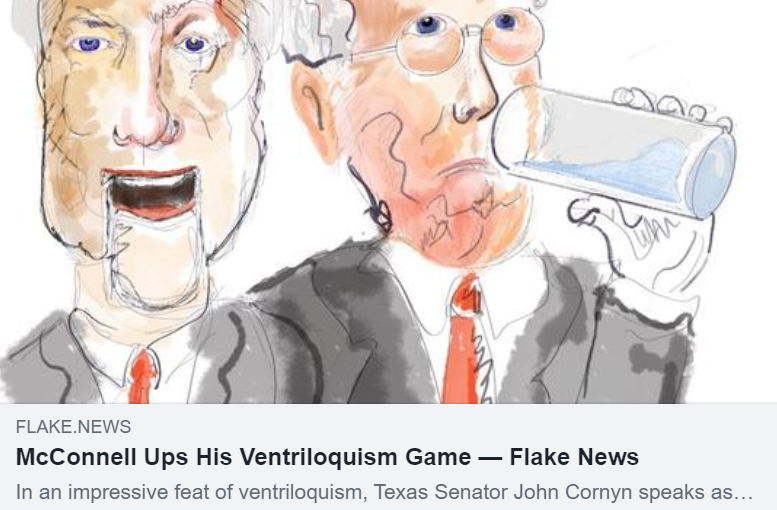 FLAKE.NEWS
McConnell Ups His Ventriloquism Game — Flake News
In an impressive feat of ventriloquism, Texas Senator John Cornyn speaks as…